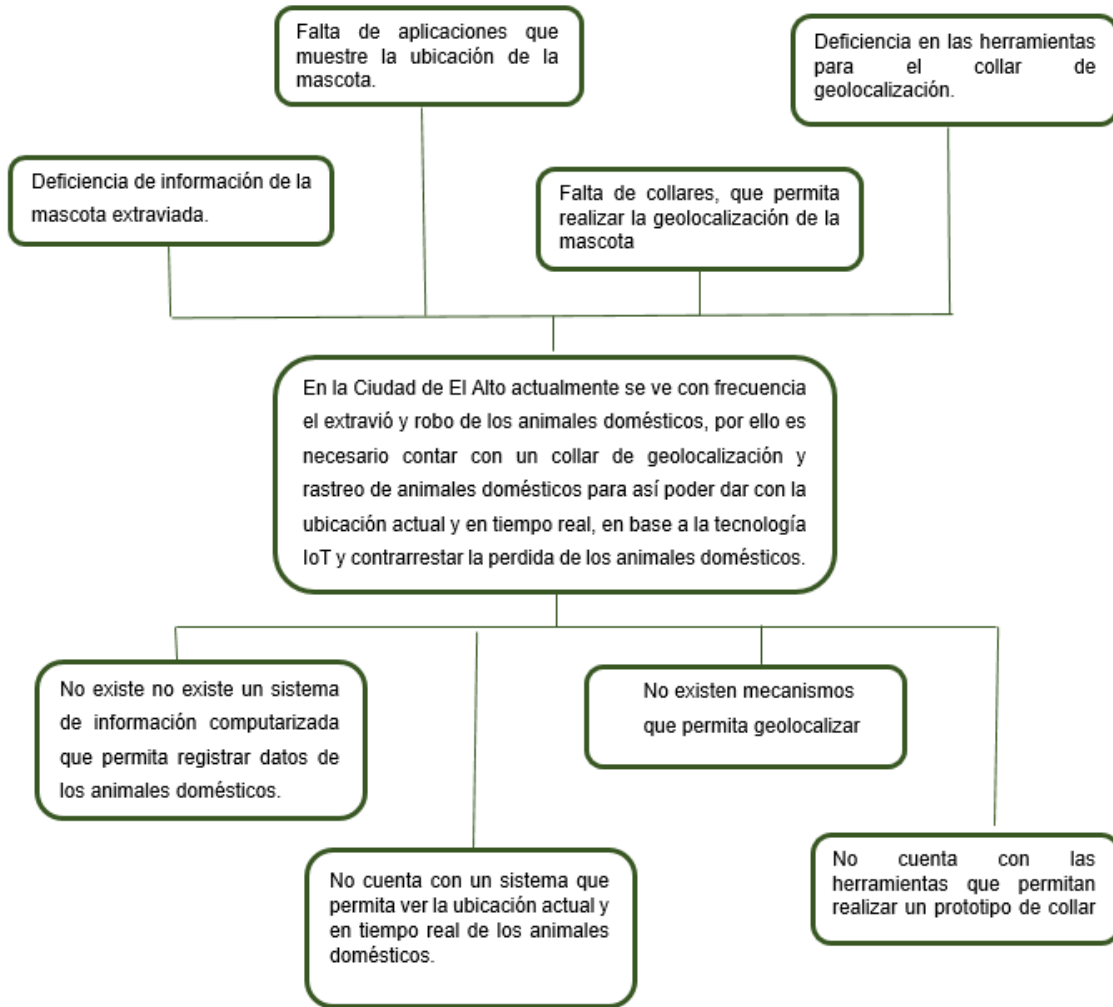 Falta de aplicaciones que
muestre la ubicación de la
mascota.
Deficiencia en las herramientas
para el collar de
geolocalización.
Deficiencia de información de la
mascota extraviada.
Falta de collares, que permita
realizar la geolocalización de la
mascota
En la Ciudad de El Alto actualmente se ve con frecuencia
el extravió y robo de los animales domésticos, por ello es
necesario contar con un collar de geolocalización y
rastreo de animales domésticos para así poder dar con la
ubicación actual y en tiempo real, en base a la tecnología
IoT y contrarrestar la perdida de los animales domésticos.
No existe no existe un sistema
de información computarizada
que permita registrar datos de
los animales domésticos.
No existen mecanismos
que permita geolocalizar
No cuenta con un sistema que
permita ver la ubicación actual y
en tiempo real de los animales
domésticos.
No cuenta con las
herramientas que permitan
realizar un prototipo de collar